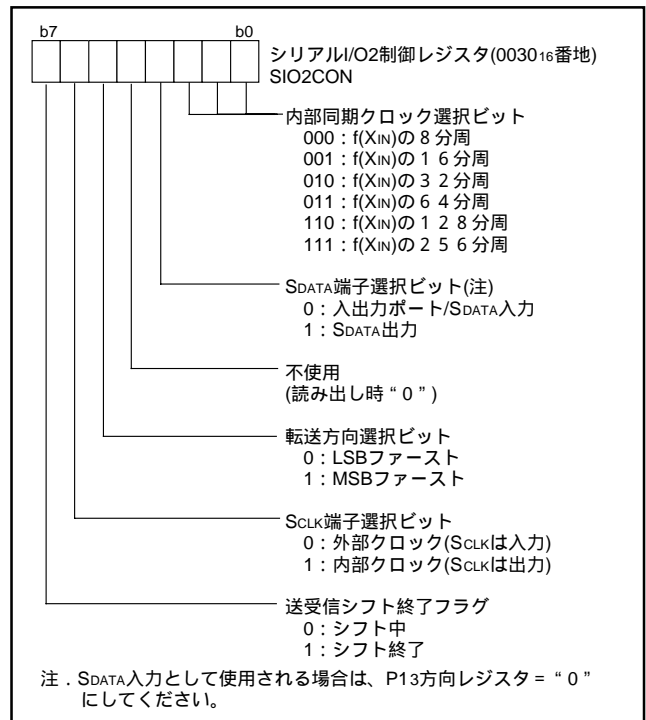 b7 b0
シリアルI/O2制御レジスタ(003016番地)
SIO2CON
内部同期クロック選択ビット
000:f(XIN)の8分周
001:f(XIN)の16分周
010:f(XIN)の32分周
011:f(XIN)の64分周
110:f(XIN)の128分周
111:f(XIN)の256分周
SDATA端子選択ビット(注)
0:入出力ポート/SDATA入力
1:SDATA出力
不使用
(読み出し時“0”)
転送方向選択ビット
0:LSBファースト
1:MSBファースト
SCLK端子選択ビット
0:外部クロック(SCLKは入力)
1:内部クロック(SCLKは出力)
送受信シフト終了フラグ
0:シフト中
1:シフト終了
注.SDATA入力として使用される場合は、P13方向レジスタ=“0”
にしてください。